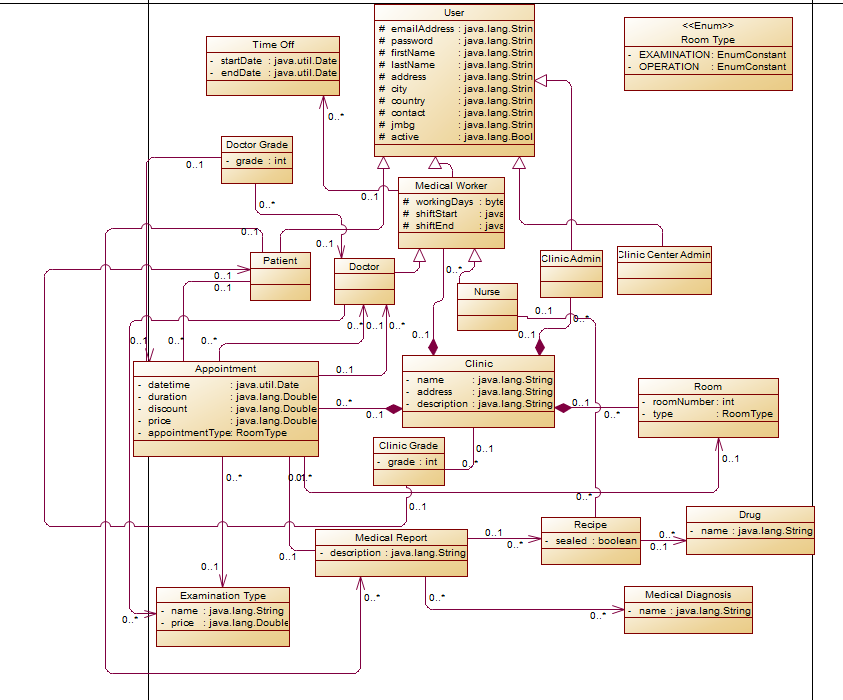 User
# emailAddress : java.lang.Strin
# password : java.lang.Strin
# firstName : java.lang.Strin
# lastName : java.lang.Strin
# address : java.lang.Strin
# city : java.lang.Strin
# country : java.lang.Strin
# contact : java.lang.Strin
# jmbg : java.lang.Strin
# active : java.lang.Bool
<<Enum>>
Room Type
- EXAMINATION : EnumConstant
- OPERATION : EnumConstant
Time Off
- startDate : java.util.Date
- endDate : java.util.Date
0..*
Doctor Grade
- grade : int
0..1
0..*
Medical Worker
# workingDays : byte
# shiftStart : java
# shiftEnd : java
0..1
0..1
0..1
Patient
0..1
0..1
Doctor
0..*
Nurse
Clinic Admin
Clinic Center Admin
0..1
0..*
0..*
0..1
0..*
0..1
0..1
0..1
0..*
0..*
Appointment
- datetime : java.util.Date
- duration : java.lang.Double
- discount : java.lang.Double
- price : java.lang.Double
- appointmentType : RoomType
0..1
0..*
0..1
Clinic
- name : java.lang.String
- address : java.lang.String
- description : java.lang.String
0..1
0..*
Room
- roomNumber : int
- type : RoomType
0..1
Clinic Grade
- grade : int
0..1
0..*
0..1
0..*
0..1
0..*
Medical Report
- description : java.lang.String
0..1
0..*
Recipe
- sealed : boolean
0..*
0..1
Drug
- name : java.lang.String
0..1
0..1
Examination Type
- name : java.lang.String
- price : java.lang.Double
0..*
0..*
0..*
0..*
Medical Diagnosis
- name : java.lang.String